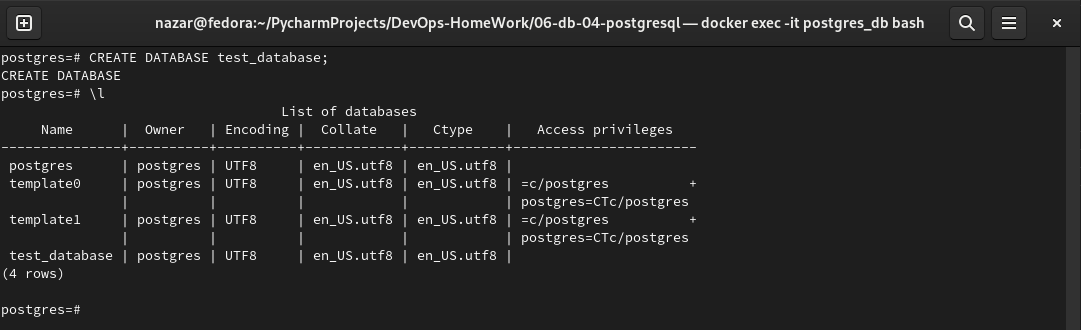 nazar@fedora:~/PycharmProjects/DevOps-HomeWork/06-db-04-postgresql — docker exec -it postgres_db bash
postgres=# CREATE DATABASE test_database;
CREATE DATABASE
postgres=# \l
                                   List of databases
     Name      |  Owner   | Encoding |  Collate   |   Ctype    |   Access privileges
---------------+----------+----------+------------+------------+-----------------------
 postgres      | postgres | UTF8     | en_US.utf8 | en_US.utf8 |
 template0     | postgres | UTF8     | en_US.utf8 | en_US.utf8 | =c/postgres          +
               |          |          |            |            | postgres=CTc/postgres
 template1     | postgres | UTF8     | en_US.utf8 | en_US.utf8 | =c/postgres          +
               |          |          |            |            | postgres=CTc/postgres
 test_database | postgres | UTF8     | en_US.utf8 | en_US.utf8 |
(4 rows)
postgres=#